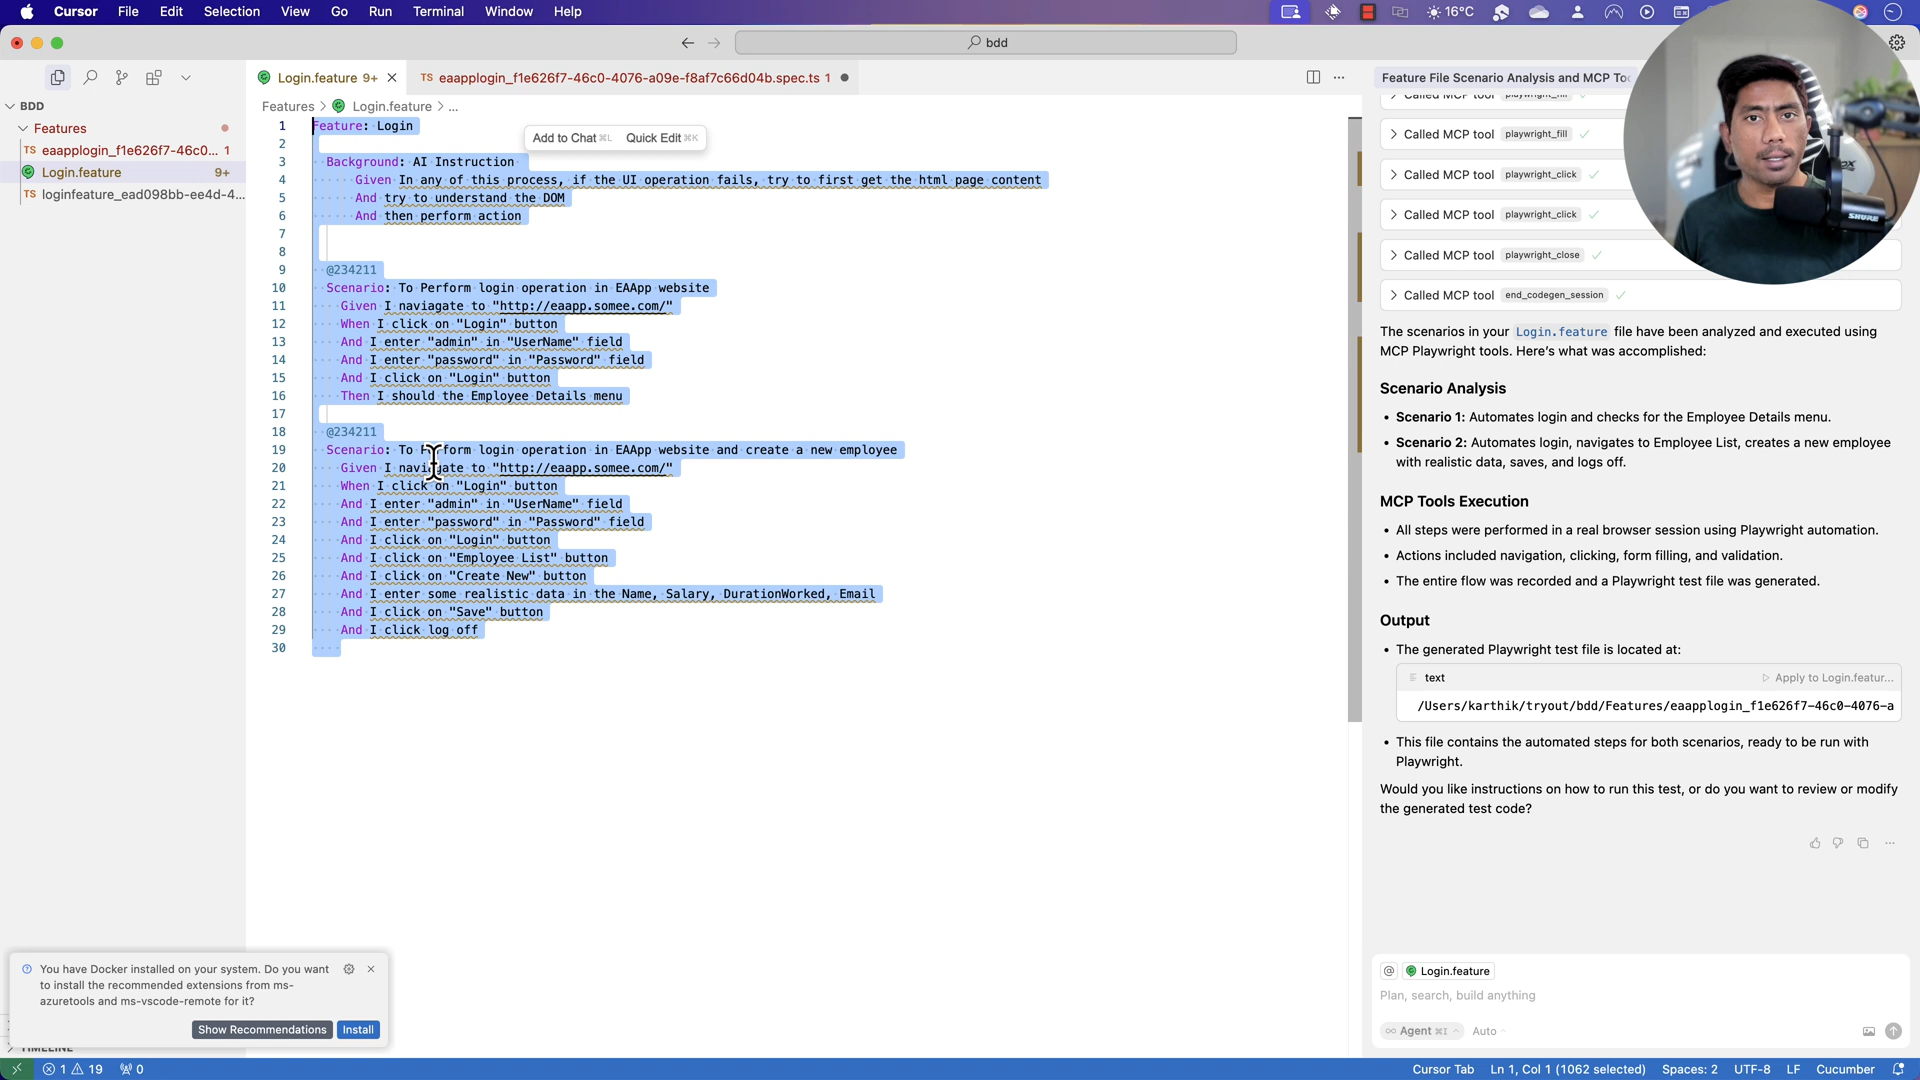 Cursor File Edit Selection View Go Run Terminal Window Help
16°C
bdd
Login.feature 9+
TS eaapplogin_f1e626f7-46c0-4076-a09e-f8af7c66d04b.spec.ts 1
Features > Login.feature > ...
BDD
Features
TS eaapplogin_f1e626f7-46c0... 1
Login.feature 9+
TS loginfeature_ead098bb-ee4d-4...
Add to Chat ⌘L Quick Edit ⌘K
1 Feature: Login
2
3 Background: AI Instruction
4 Given In any of this process, if the UI operation fails, try to first get the html page content
5 And try to understand the DOM
6 And then perform action
7
8
9 @234211
10 Scenario: To Perform login operation in EAApp website
11 Given I naviagate to "http://eaapp.somee.com/"
12 When I click on "Login" button
13 And I enter "admin" in "UserName" field
14 And I enter "password" in "Password" field
15 And I click on "Login" button
16 Then I should the Employee Details menu
17
18 @234211
19 Scenario: To Perform login operation in EAApp website and create a new employee
20 Given I naviagate to "http://eaapp.somee.com/"
21 When I click on "Login" button
22 And I enter "admin" in "UserName" field
23 And I enter "password" in "Password" field
24 And I click on "Login" button
25 And I click on "Employee List" button
26 And I click on "Create New" button
27 And I enter some realistic data in the Name, Salary, DurationWorked, Email
28 And I click on "Save" button
29 And I click log off
30
Feature File Scenario Analysis and MCP
Called MCP tool playwright_fill
Called MCP tool playwright_fill
Called MCP tool playwright_click
Called MCP tool playwright_click
Called MCP tool playwright_close
Called MCP tool end_codegen_session
SHURE
The scenarios in your Login.feature file have been analyzed and executed using
MCP Playwright tools. Here's what was accomplished:
Scenario Analysis
• Scenario 1: Automates login and checks for the Employee Details menu.
• Scenario 2: Automates login, navigates to Employee List, creates a new employee
with realistic data, saves, and logs off.
MCP Tools Execution
• All steps were performed in a real browser session using Playwright automation.
• Actions included navigation, clicking, form filling, and validation.
• The entire flow was recorded and a Playwright test file was generated.
Output
• The generated Playwright test file is located at:
text
Apply to Login.featur...
/Users/karthik/tryout/bdd/Features/eaapplogin_f1e626f7-46c0-4076-a
• This file contains the automated steps for both scenarios, ready to be run with
Playwright.
Would you like instructions on how to run this test, or do you want to review or modify
the generated test code?
@ Login.feature
Plan, search, build anything
Agent ⌘I Auto
You have Docker installed on your system. Do you want
to install the recommended extensions from ms-
azuretools and ms-vscode-remote for it?
Show Recommendations Install
TIMELINE
1 19 0
Cursor Tab Ln 1, Col 1 (1062 selected) Spaces: 2 UTF-8 LF Cucumber